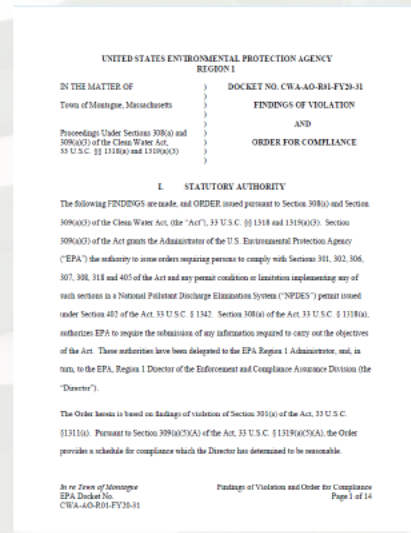 UNITED STATES ENVIRONMENTAL PROTECTION AGENCY
REGION 1
IN THE MATTER OF ) DOCKET NO. CWA-AO-R01-FY20-31
)
Town of Montague, Massachusetts ) FINDINGS OF VIOLATION
)
) AND
Proceedings Under Sections 308(a) and )
309(a)(3) of the Clean Water Act, ) ORDER FOR COMPLIANCE
33 U.S.C. §§ 1318(a) and 1319(a)(3) )
)
I. STATUTORY AUTHORITY
The following FINDINGS are made, and ORDER issued pursuant to Section 308(a) and Section
309(a)(3) of the Clean Water Act, (the “Act”), 33 U.S.C. §§ 1318 and 1319(a)(3). Section
309(a)(3) of the Act grants the Administrator of the U.S. Environmental Protection Agency
(“EPA”) the authority to issue orders requiring persons to comply with Sections 301, 302, 306,
307, 308, 318 and 405 of the Act and any permit condition or limitation implementing any of
such sections in a National Pollutant Discharge Elimination System (“NPDES”) permit issued
under Section 402 of the Act, 33 U.S.C. § 1342. Section 308(a) of the Act, 33 U.S.C. § 1318(a),
authorizes EPA to require the submission of any information required to carry out the objectives
of the Act. These authorities have been delegated to the EPA Region 1 Administrator, and, in
turn, to the EPA, Region 1 Director of the Enforcement and Compliance Assurance Division (the
“Director”).
The Order herein is based on findings of violation of Section 301(a) of the Act, 33 U.S.C.
§1311(a). Pursuant to Section 309(a)(5)(A) of the Act, 33 U.S.C. § 1319(a)(5)(A), the Order
provides a schedule for compliance which the Director has determined to be reasonable.
In re Town of Montague Findings of Violation and Order for Compliance
EPA Docket No. Page 1 of 14
CWA-AO-R01-FY20-31